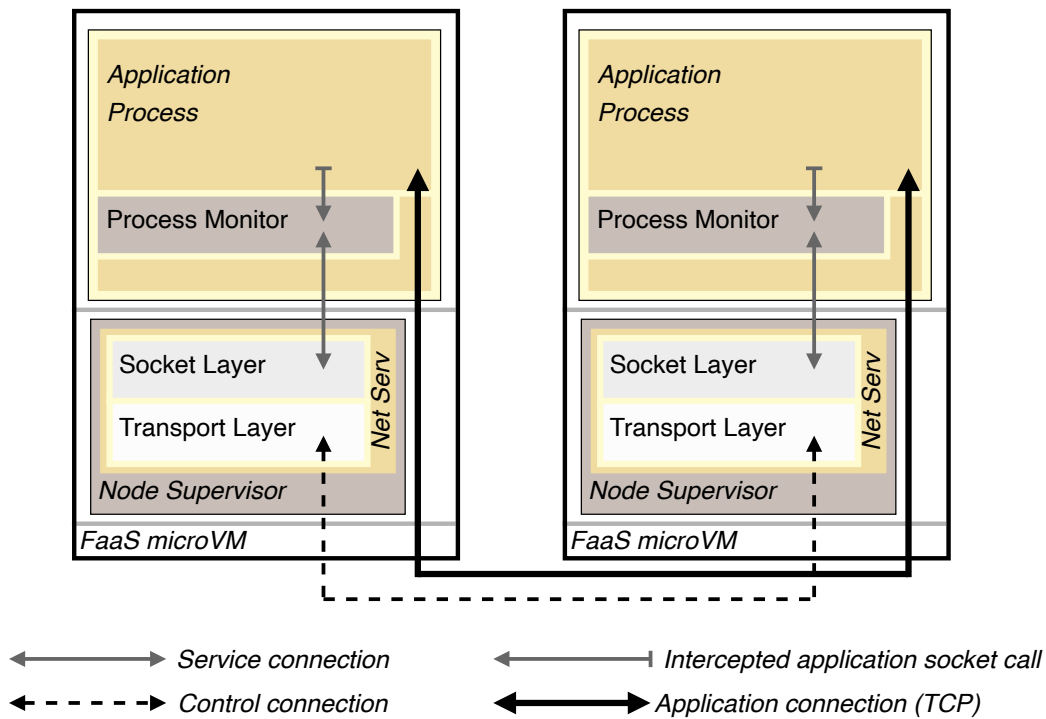 Application
Process
Process Monitor
Socket Layer
Transport Layer
Net Serv
Node Supervisor
FaaS microVM
Application
Process
Process Monitor
Socket Layer
Transport Layer
Net Serv
Node Supervisor
FaaS microVM
Service connection
Intercepted application socket call
Control connection
Application connection (TCP)